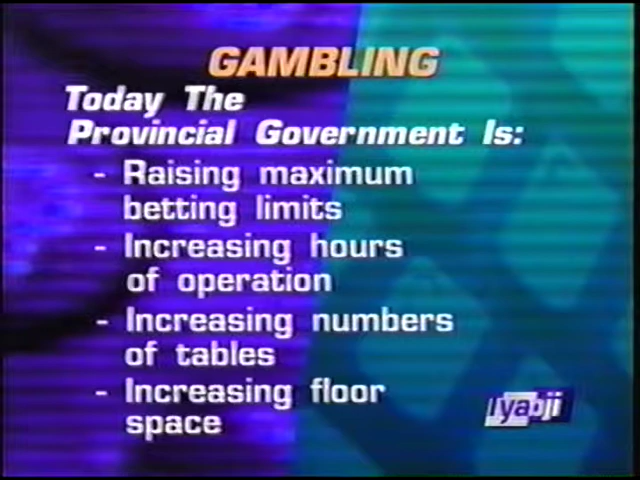 GAMBLING
Today The
Provincial Government Is:
- Raising maximum
betting limits
- Increasing hours
of operation
- Increasing numbers
of tables
- Increasing floor
space